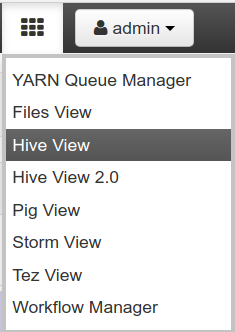 admin
YARN Queue Manager
Files View
Hive View
Hive View 2.0
Pig View
Storm View
Tez View
Workflow Manager